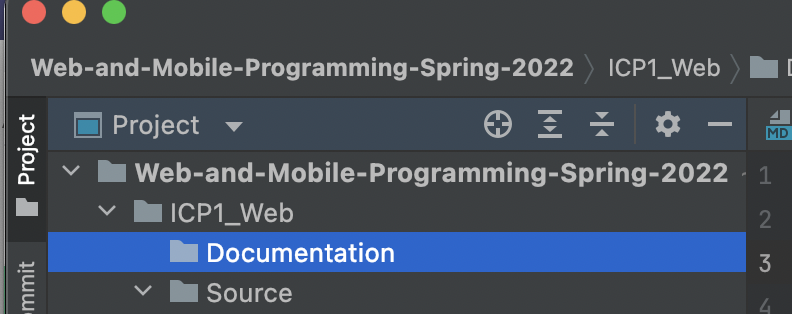 Web-and-Mobile-Programming-Spring-2022 〉 ICP1_Web 〉
Project
Project
MD
Web-and-Mobile-Programming-Spring-2022
1
ICP1_Web
2
Documentation
3
Source
4